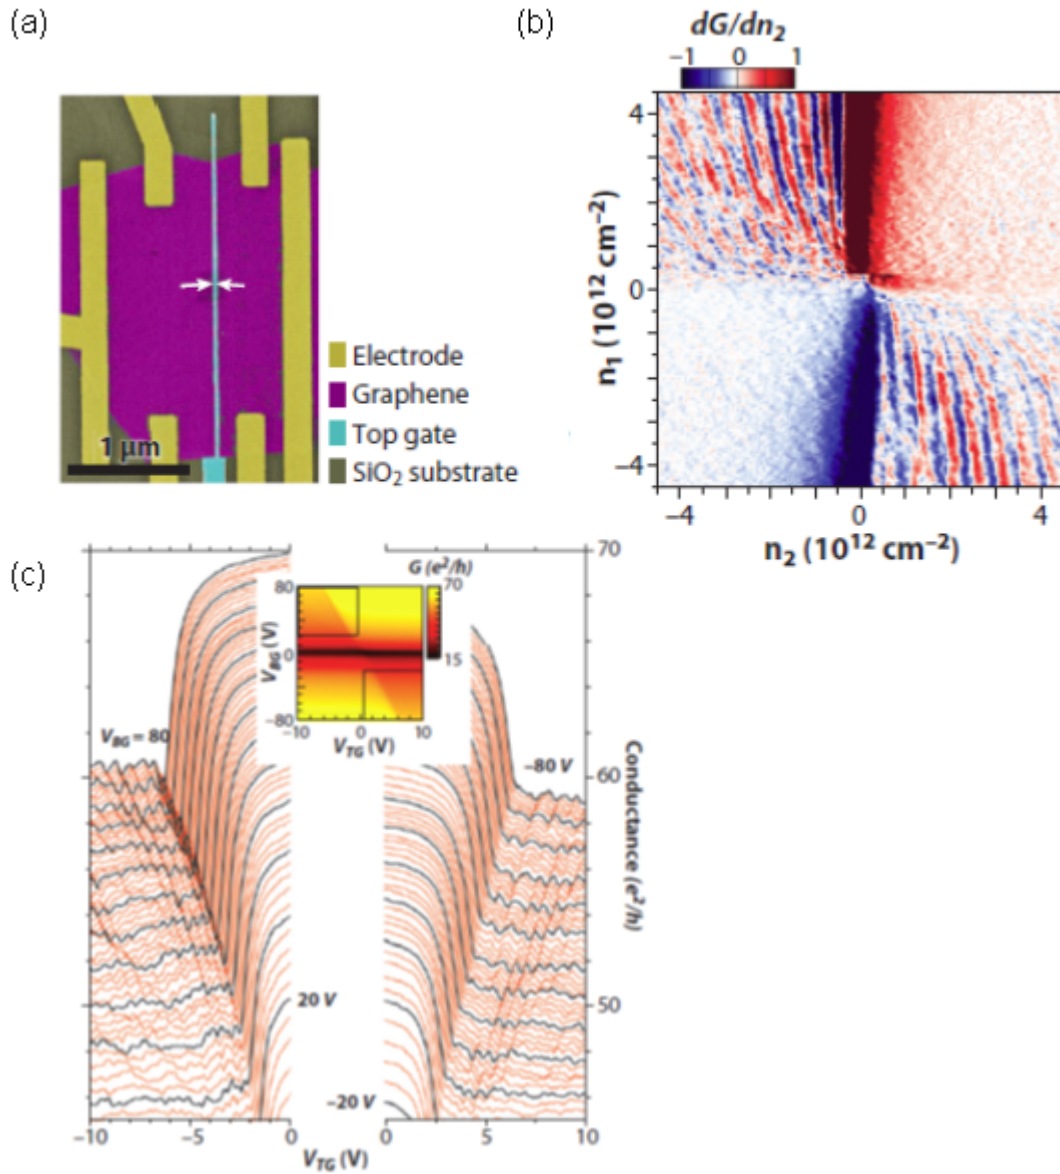 (a)
1 μm
Electrode
Graphene
Top gate
SiO₂ substrate
(b)
dG/dn₂
−1 0 1
4
0
−4
n₁ (10¹² cm⁻²)
−4 0 4
n₂ (10¹² cm⁻²)
(c)
G (e²/h)
70
15
80
0
−80
V_BG (V)
−10 0 10
V_TG (V)
V_BG = 80
−80 V
20 V
−20 V
70
60
50
Conductance (e²/h)
−10 −5 0 0 5 10
V_TG (V)